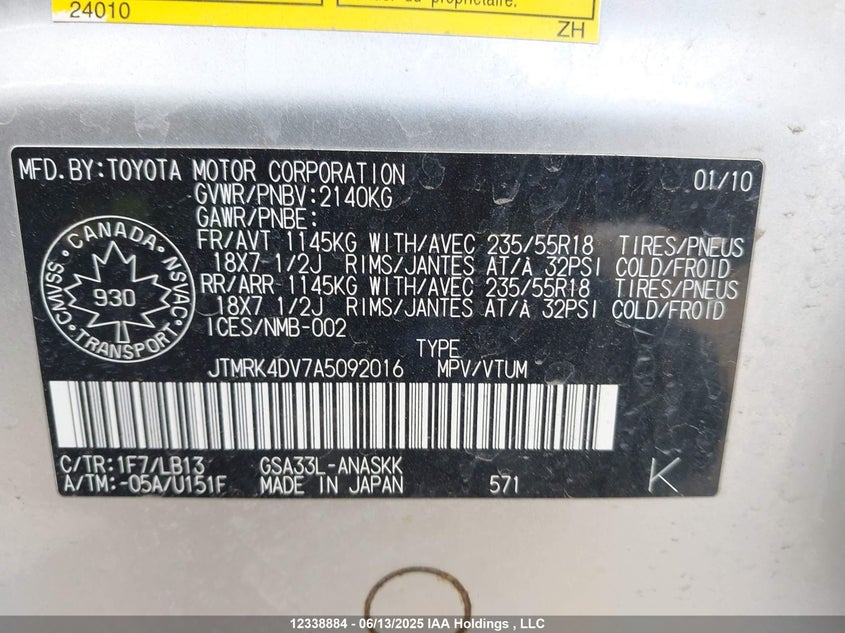 24010
du propriétaire.
ZH
MFD.BY:TOYOTA MOTOR CORPORATION 01/10
GVWR/PNBV:2140KG
GAWR/PNBE:
FR/AVT 1145KG WITH/AVEC 235/55R18 TIRES/PNEUS
18X7 1/2J RIMS/JANTES AT/À 32PSI COLD/FROID
RR/ARR 1145KG WITH/AVEC 235/55R18 TIRES/PNEUS
18X7 1/2J RIMS/JANTES AT/À 32PSI COLD/FROID
ICES/NMB-002
CANADA
CMVSS
NSVAC
930
TRANSPORT
TYPE
JTMRK4DV7A5092016 MPV/VTUM
C/TR:1F7/LB13 GSA33L-ANASKK
A/TM:-05A/U151F MADE IN JAPAN 571 K
12338884 - 06/13/2025 IAA Holdings , LLC